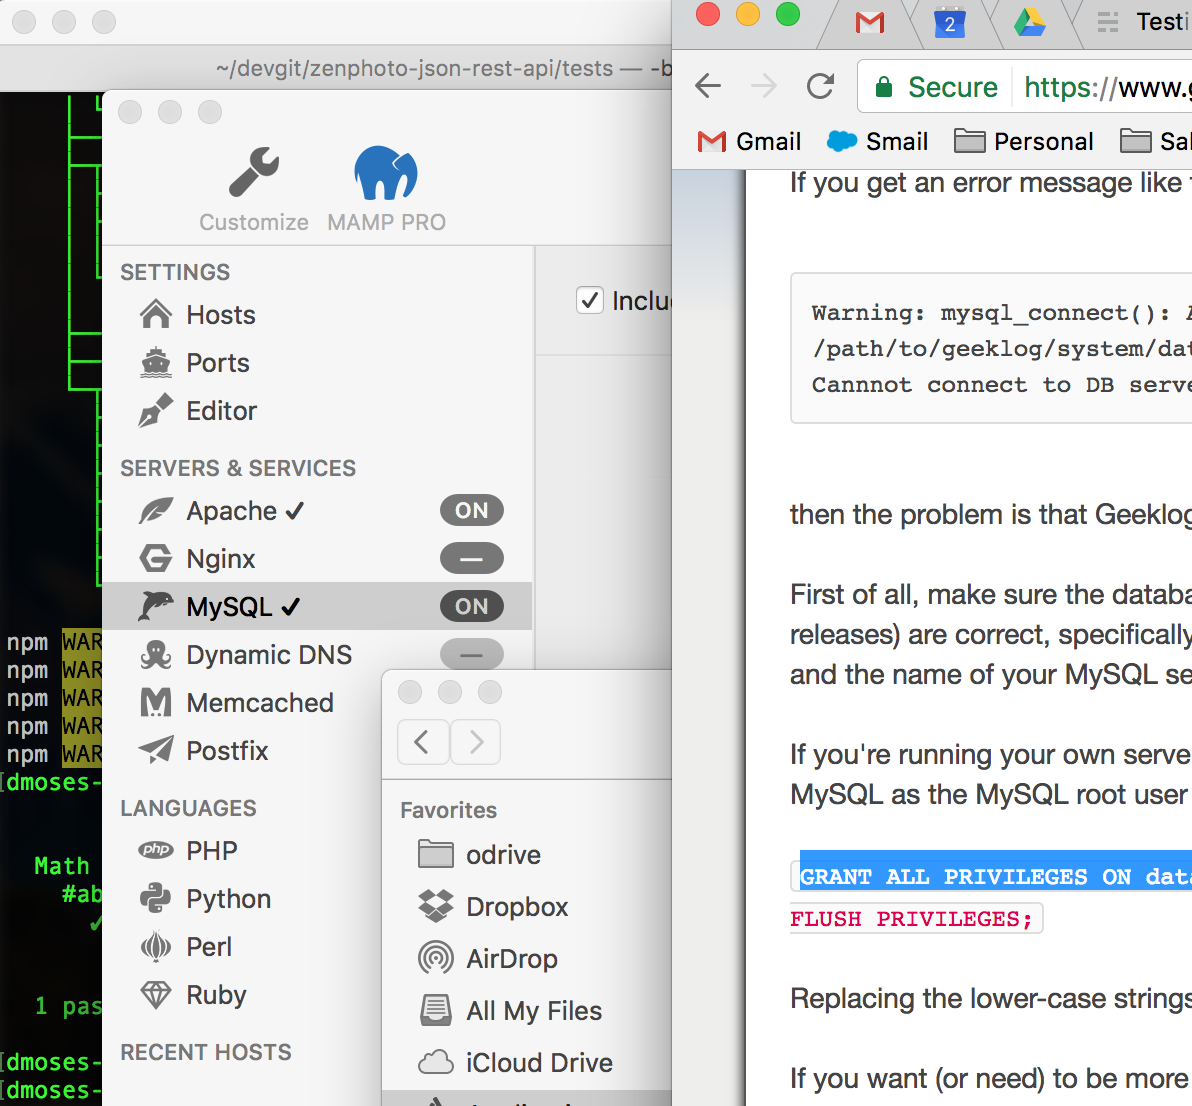 ~/devgit/zenphoto-json-rest-api/tests — -b
npm WAR
npm WAR
npm WAR
npm WAR
npm WAR
dmoses-
Math
#ab
✓
1 pas
dmoses-
dmoses-
Customize
MAMP PRO
SETTINGS
Hosts
Ports
Editor
SERVERS & SERVICES
Apache ✓ ON
Nginx —
MySQL ✓ ON
Dynamic DNS —
Memcached
Postfix
LANGUAGES
php PHP
Python
Perl
Ruby
RECENT HOSTS
Inclu
Favorites
odrive
Dropbox
AirDrop
All My Files
iCloud Drive
2
Testi
Secure
https://www.g
Gmail
Smail
Personal
Sal
If you get an error message like
Warning: mysql_connect(): A
/path/to/geeklog/system/dat
Cannnot connect to DB serve
then the problem is that Geeklog
First of all, make sure the databa
releases) are correct, specifically
and the name of your MySQL se
If you're running your own serve
MySQL as the MySQL root user
GRANT ALL PRIVILEGES ON data
FLUSH PRIVILEGES;
Replacing the lower-case strings
If you want (or need) to be more